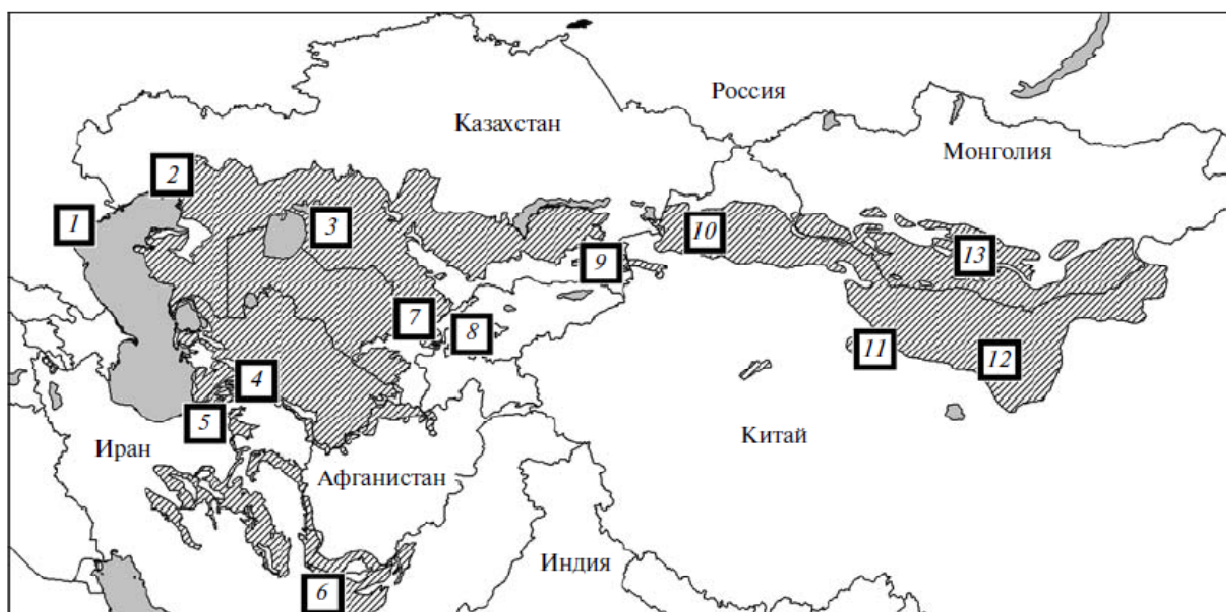 Россия
Казахстан
Монголия
2
1
3
10
13
9
7
8
11
12
4
5
Китай
Иран
Афганистан
Индия
6